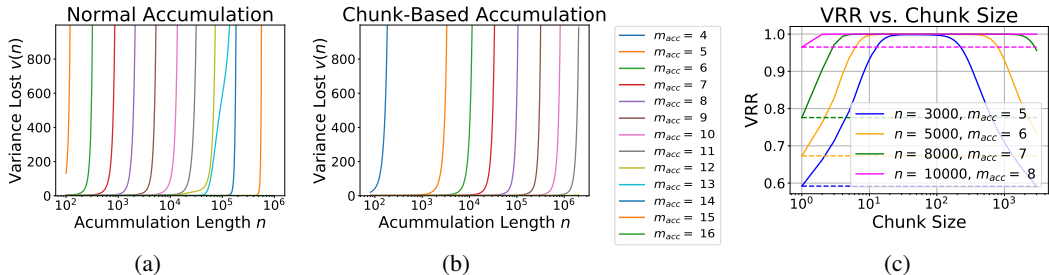 Normal Accumulation
Variance Lost v(n)
800
600
400
200
0
10² 10³ 10⁴ 10⁵ 10⁶
Acummulation Length n
(a)
Chunk-Based Accumulation
Variance Lost v(n)
800
600
400
200
0
10² 10³ 10⁴ 10⁵ 10⁶
Acummulation Length n
(b)
m_acc = 4
m_acc = 5
m_acc = 6
m_acc = 7
m_acc = 8
m_acc = 9
m_acc = 10
m_acc = 11
m_acc = 12
m_acc = 13
m_acc = 14
m_acc = 15
m_acc = 16
VRR vs. Chunk Size
VRR
1.0
0.9
0.8
0.7
0.6
n = 3000, m_acc = 5
n = 5000, m_acc = 6
n = 8000, m_acc = 7
n = 10000, m_acc = 8
10⁰ 10¹ 10² 10³
Chunk Size
(c)